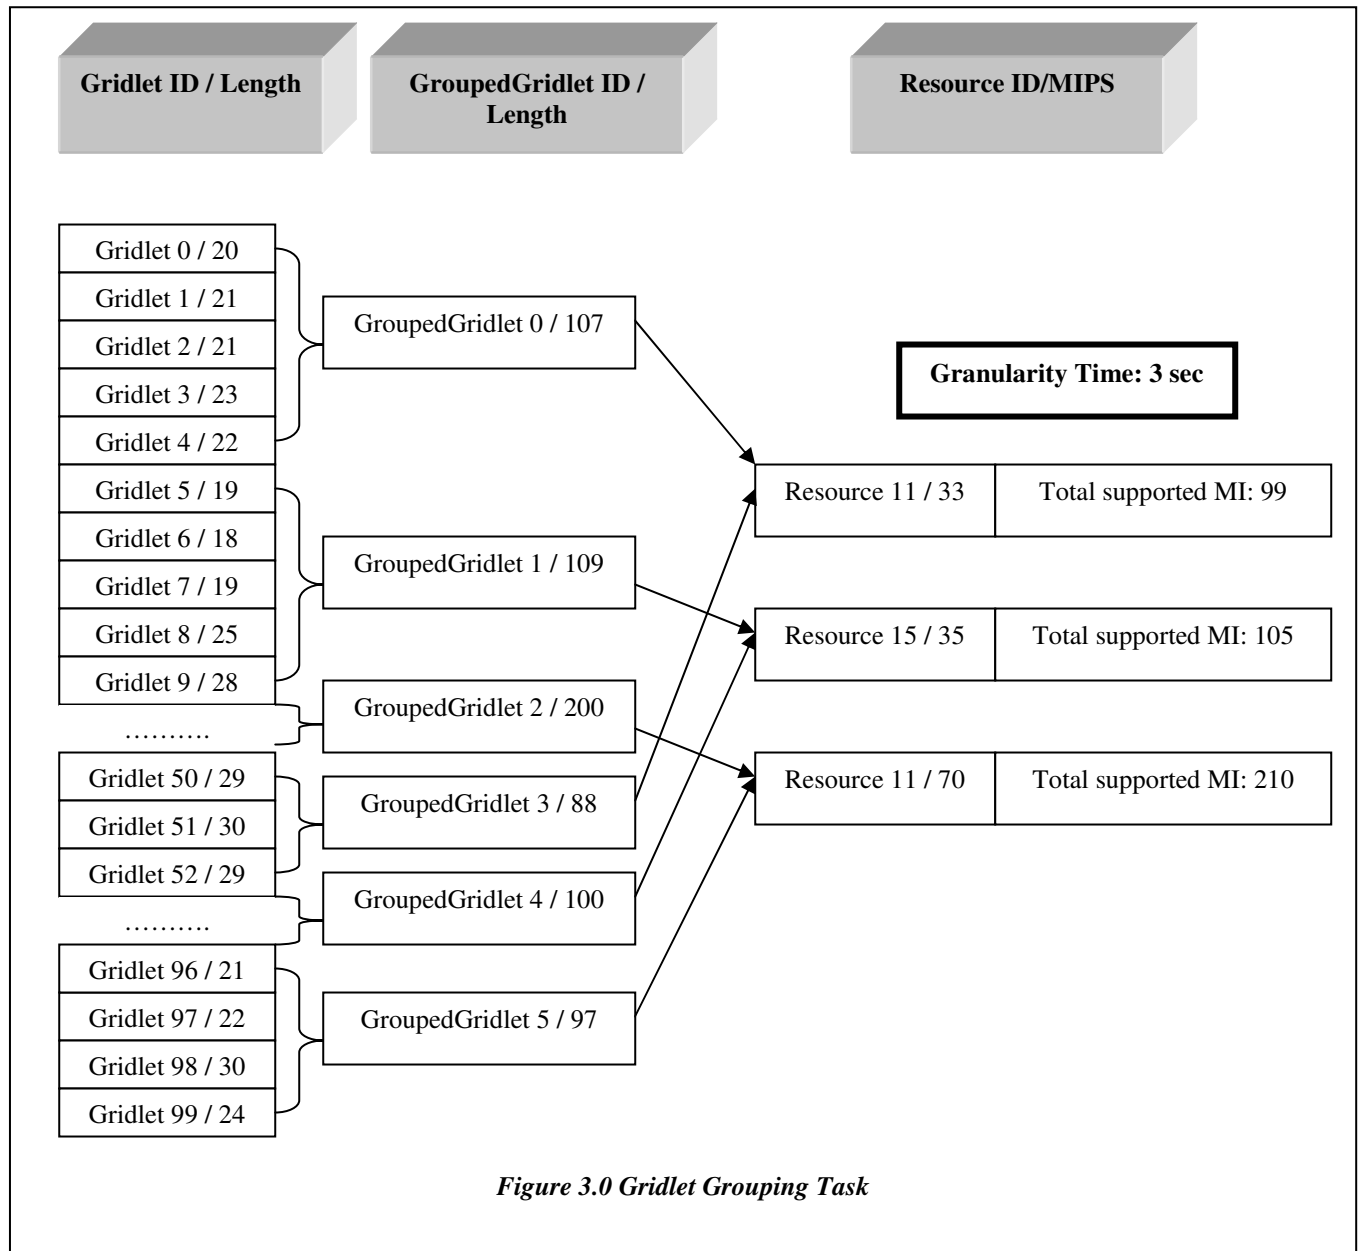 Gridlet ID / Length
GroupedGridlet ID /
Length
Resource ID/MIPS
Gridlet 0 / 20
Gridlet 1 / 21
Gridlet 2 / 21
Gridlet 3 / 23
Gridlet 4 / 22
Gridlet 5 / 19
Gridlet 6 / 18
Gridlet 7 / 19
Gridlet 8 / 25
Gridlet 9 / 28
……….
Gridlet 50 / 29
Gridlet 51 / 30
Gridlet 52 / 29
……….
Gridlet 96 / 21
Gridlet 97 / 22
Gridlet 98 / 30
Gridlet 99 / 24
GroupedGridlet 0 / 107
GroupedGridlet 1 / 109
GroupedGridlet 2 / 200
GroupedGridlet 3 / 88
GroupedGridlet 4 / 100
GroupedGridlet 5 / 97
Granularity Time: 3 sec
Resource 11 / 33
Total supported MI: 99
Resource 15 / 35
Total supported MI: 105
Resource 11 / 70
Total supported MI: 210
Figure 3.0 Gridlet Grouping Task